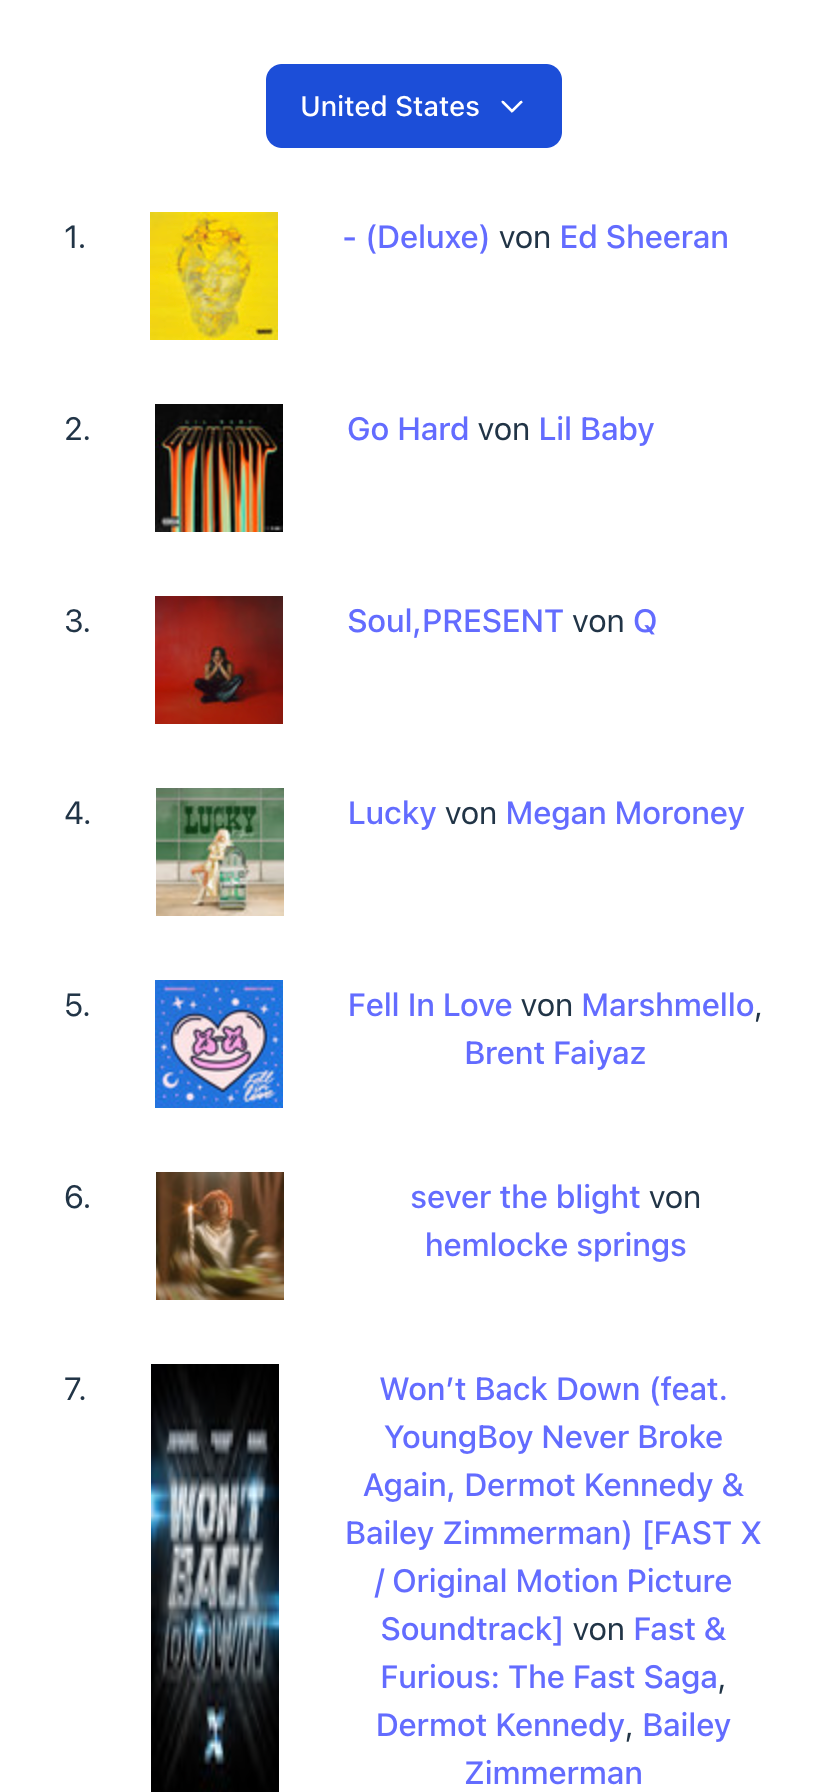 United States
1.
- (Deluxe) von Ed Sheeran
2.
Go Hard von Lil Baby
3.
Soul,PRESENT von Q
4.
LUCKY
Lucky von Megan Moroney
5.
Fell in love
Fell In Love von Marshmello,
Brent Faiyaz
6.
sever the blight von
hemlocke springs
7.
WON'T
BACK
DOWN
X
Won’t Back Down (feat.
YoungBoy Never Broke
Again, Dermot Kennedy &
Bailey Zimmerman) [FAST X
/ Original Motion Picture
Soundtrack] von Fast &
Furious: The Fast Saga,
Dermot Kennedy, Bailey
Zimmerman